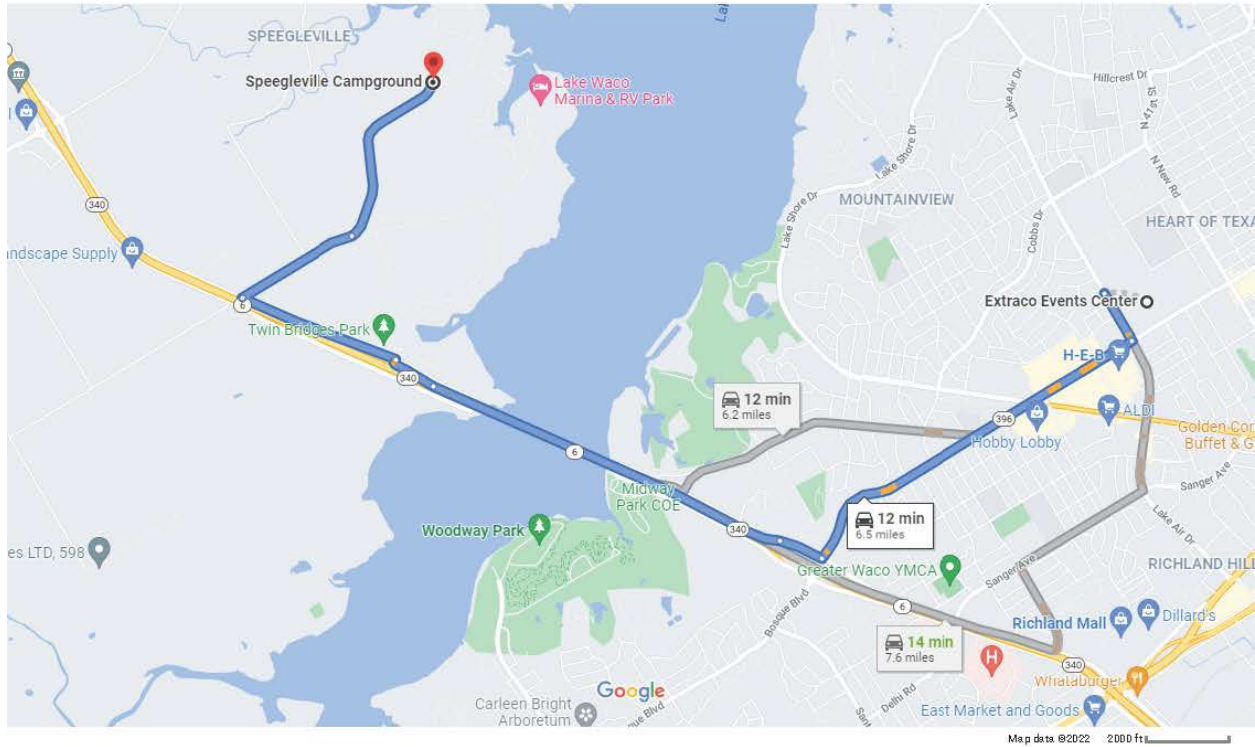 SPEEGLEVILLE
Speegleville Campground
Lake Waco
Marina & RV Park
Lake Air Dr
Hillcrest Dr
N 41st St
N New Rd
Lake Shore Dr
MOUNTAINVIEW
Lake Shore Dr
Cobbs Dr
HEART OF TEXA
340
andscape Supply
6
Twin Bridges Park
340
Extraco Events Center
H-E-B
12 min
6.2 miles
396
ALDI
Hobby Lobby
Golden Cor
Buffet & G
6
Midway
Park COE
Sanger Ave
340
12 min
6.5 miles
Woodway Park
Lake Air Dr
es LTD, 598
Greater Waco YMCA
Sanger Ave
RICHLAND HILL
Bosque Blvd
6
Richland Mall
Dillard's
14 min
7.6 miles
H
340
Whataburger
Google
Delhi Rd
Carleen Bright
Arboretum
que Blvd
East Market and Goods
Map data ©2022
2000 ft